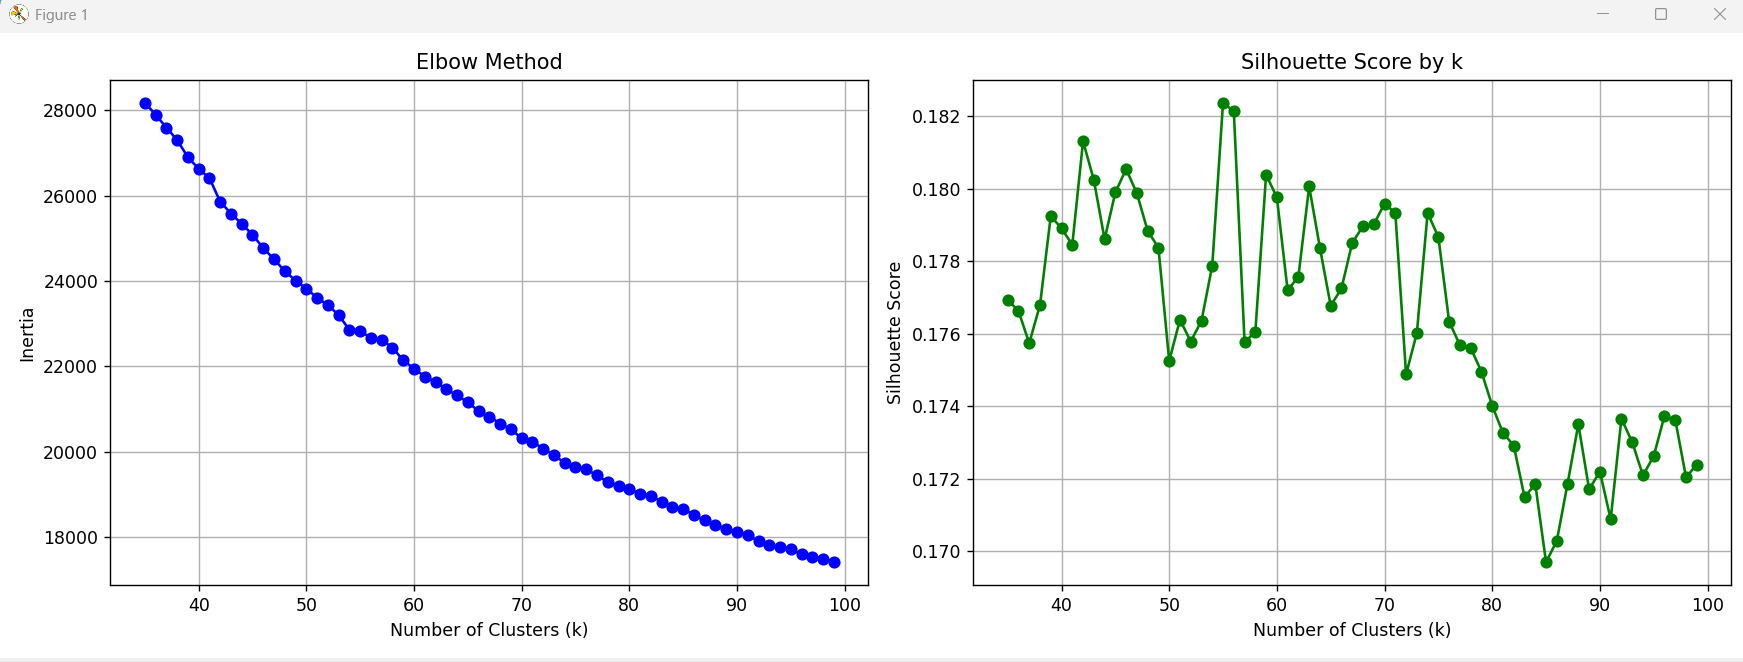 Figure 1
Elbow Method
28000
26000
24000
22000
20000
18000
Inertia
40 50 60 70 80 90 100
Number of Clusters (k)
Silhouette Score by k
0.182
0.180
0.178
0.176
0.174
0.172
0.170
Silhouette Score
40 50 60 70 80 90 100
Number of Clusters (k)